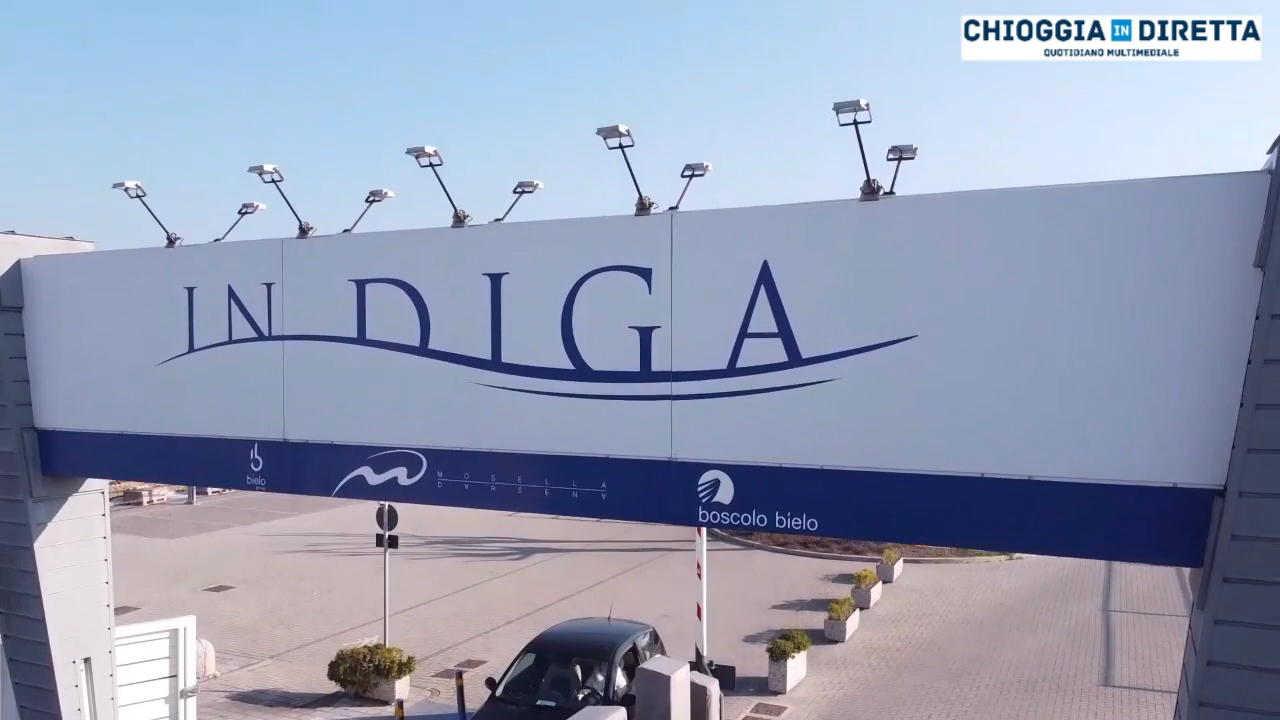 CHIOGGIA IN DIRETTA
QUOTIDIANO MULTIMEDIALE
IN DIGA
bielo
MOSELLA
DARSENA
boscolo bielo